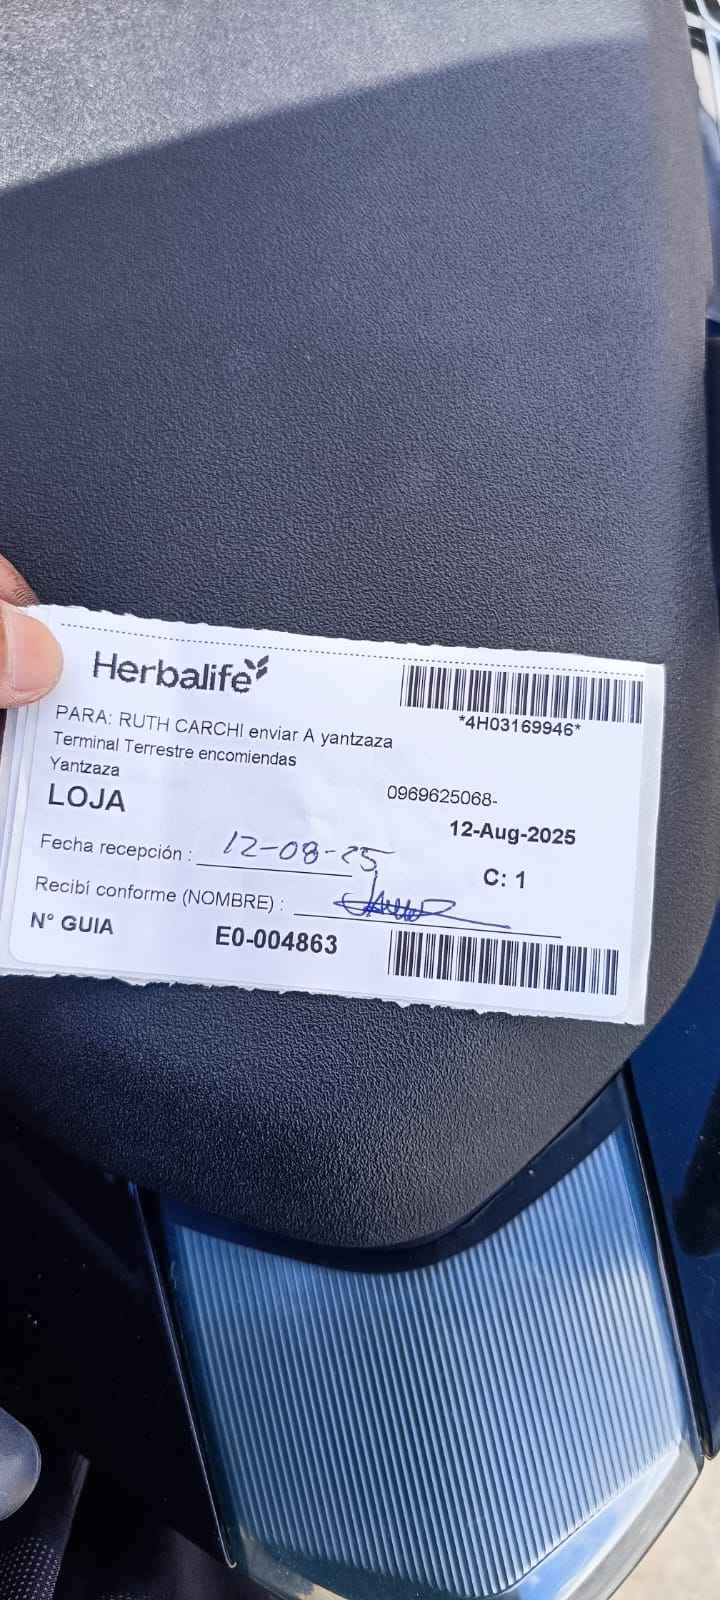 Herbalife
*4H03169946*
PARA: RUTH CARCHI enviar A yantzaza
Terminal Terrestre encomiendas
Yantzaza
0969625068-
LOJA
12-Aug-2025
Fecha recepción : 12-08-25
C: 1
Recibí conforme (NOMBRE) :
N° GUIA E0-004863